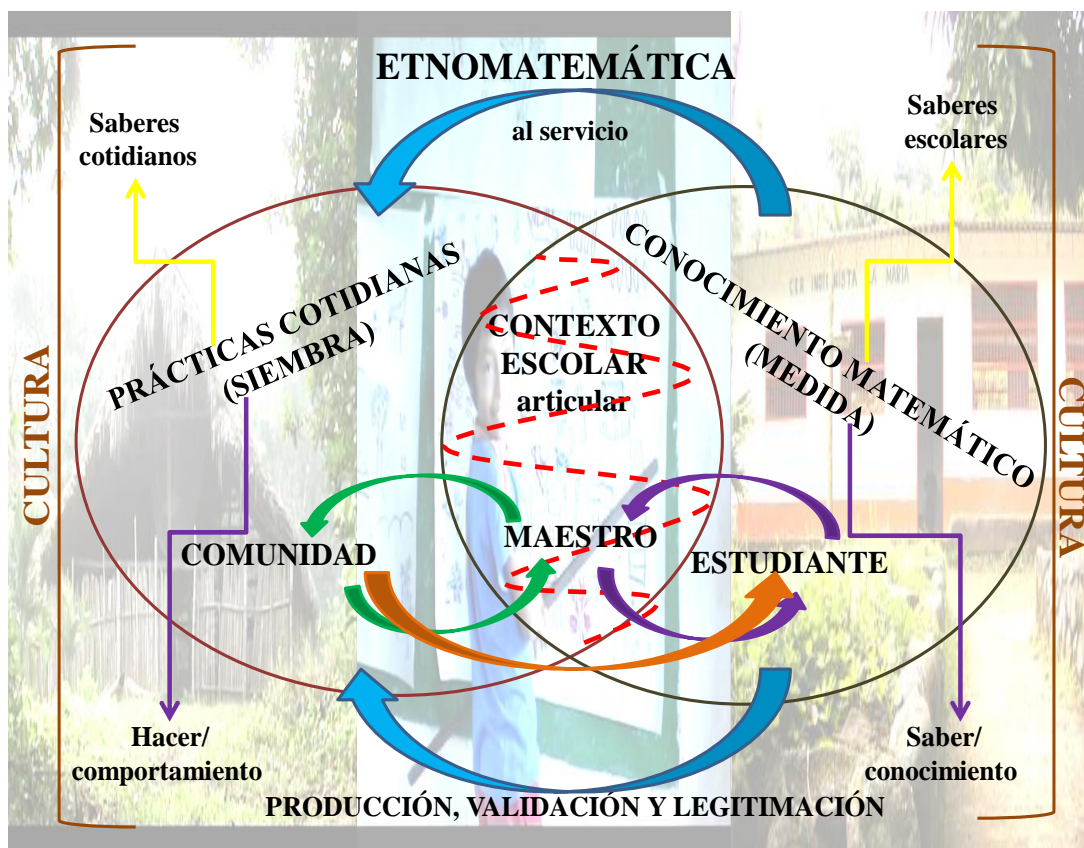 ETNOMATEMÁTICA
al servicio
Saberes
cotidianos
Saberes
escolares
CULTURA
PRÁCTICAS COTIDIANAS
(SIEMBRA)
CONTEXTO
ESCOLAR
articular
CONOCIMIENTO MATEMÁTICO
(MEDIDA)
CULTURA
COMUNIDAD
MAESTRO
ESTUDIANTE
Hacer/
comportamiento
Saber/
conocimiento
PRODUCCIÓN, VALIDACIÓN Y LEGITIMACIÓN